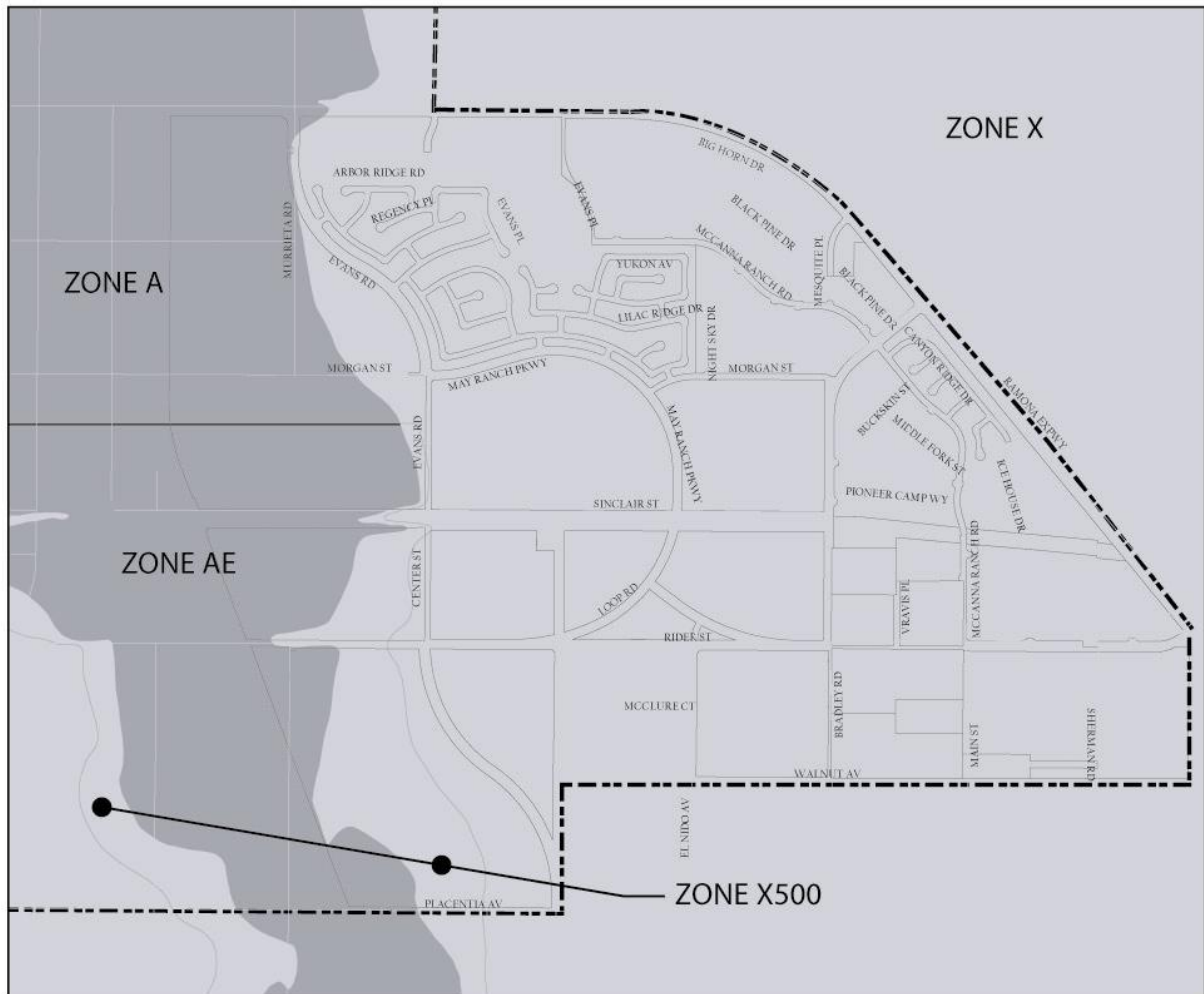 ZONE X
BIG HORN DR
ARBOR RIDGE RD
REGENCY PL
EVANS PL
EVANS PL
BLACK PINE DR
MURRIETA RD
EVANS RD
MCCANNA RANCH RD
MESQUITE PL
ZONE A
YUKON AV
BLACK PINE DR
LILAC RIDGE DR
NIGHT SKY DR
CANYON RIDGE DR
RAMONA EXPWY
MORGAN ST
MAY RANCH PKWY
MORGAN ST
BUCKSKIN ST
MIDDLE FORK ST
EVANS RD
MAY RANCH PKWY
ICE HOUSE DR
PIONEER CAMP WY
SINCLAIR ST
ZONE AE
CENTER ST
LOOP RD
VRAVIS PL
MCCANNA RANCH RD
RIDER ST
MCCLURE CT
BRADLEY RD
MAIN ST
SHERMAN RD
WALNUT AV
EL NIDO AV
ZONE X500
PLACENTIA AV